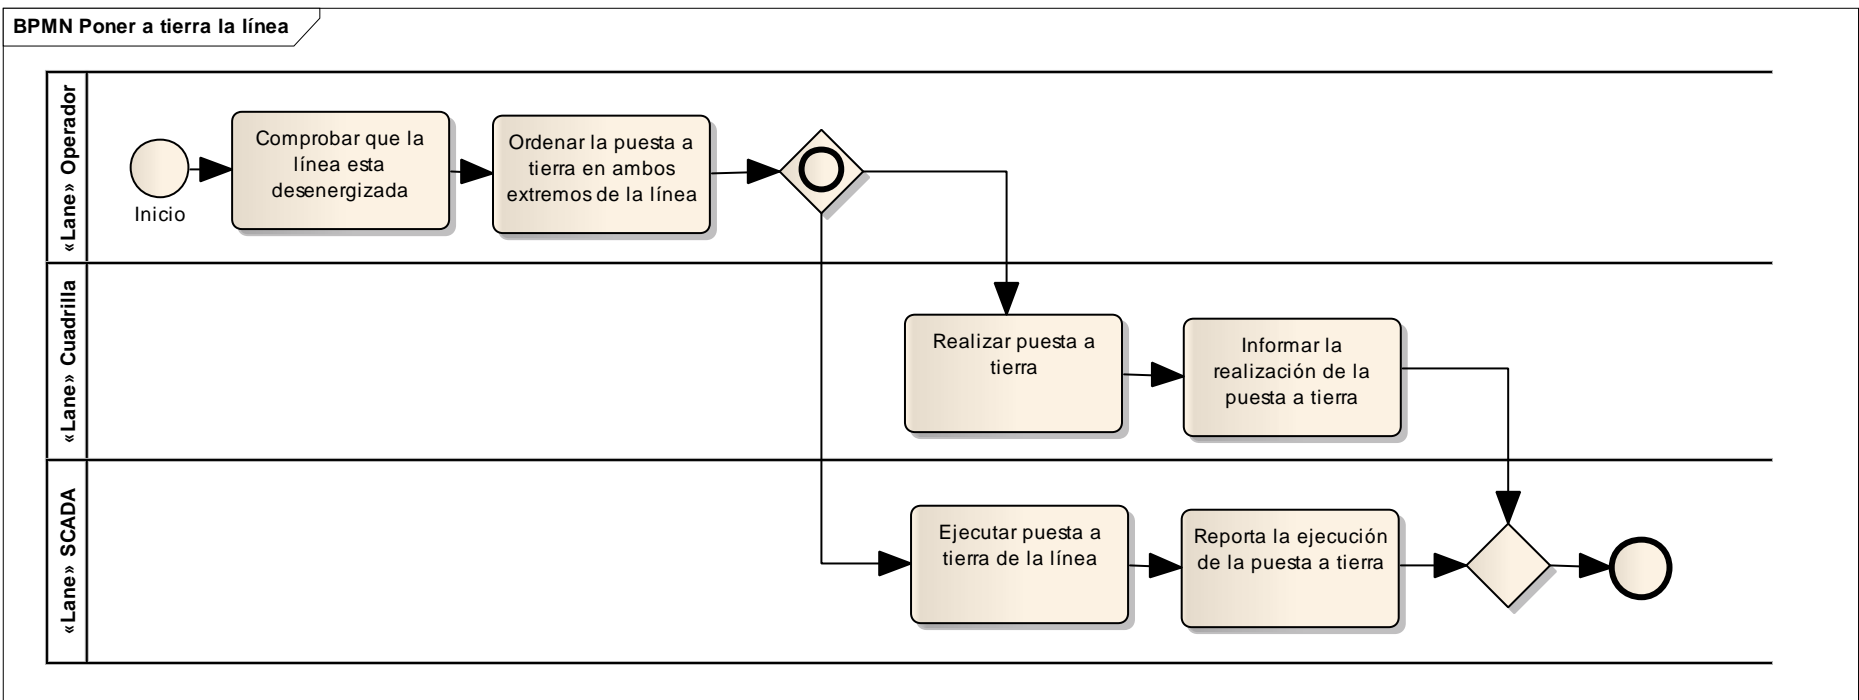 BPMN Poner a tierra la línea
«Lane» Operador
Inicio
Comprobar que la
línea esta
desenergizada
Ordenar la puesta a
tierra en ambos
extremos de la línea
«Lane» Cuadrilla
Realizar puesta a
tierra
Informar la
realización de la
puesta a tierra
«Lane» SCADA
Ejecutar puesta a
tierra de la línea
Reporta la ejecución
de la puesta a tierra